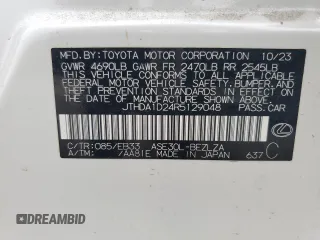 MFD.BY: TOYOTA MOTOR CORPORATION 10/23
GVWR 4690LB GAWR FR 2470LB RR 2545LB
THIS VEHICLE CONFORMS TO ALL APPLICABLE
FEDERAL MOTOR VEHICLE SAFETY, BUMPER, AND
THEFT PREVENTION STANDARDS IN EFFECT ON
THE DATE OF MANUFACTURE SHOWN ABOVE.
JTHDA1D24R5129048 PASS.CAR
C/TR: 085/EB33 ASE30L-BEZLZA
A/TM: /AA81E MADE IN JAPAN 637 C